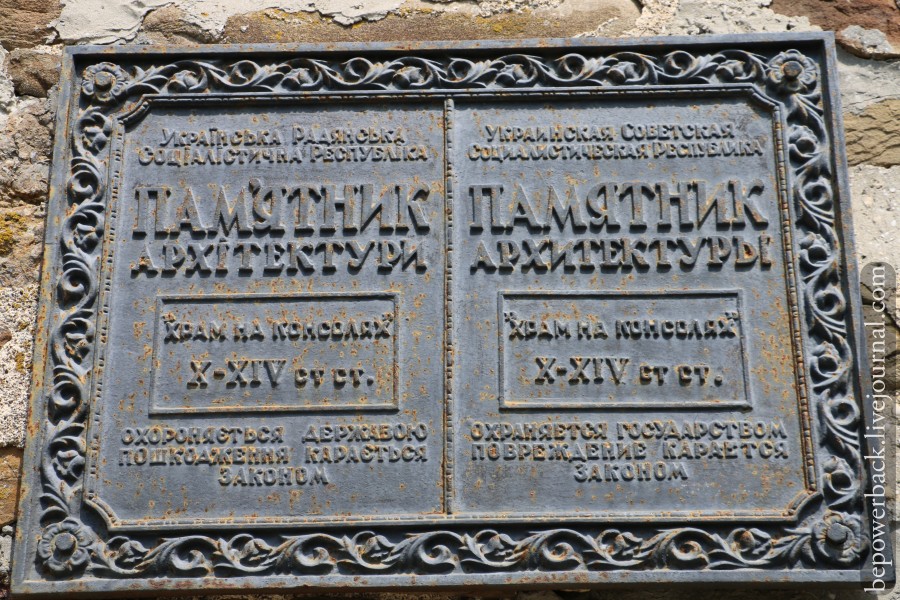 Українська Радянська
Соціалістична Республіка
ПАМ'ЯТНИК
АРХІТЕКТУРИ
"ХРАМ НА КОНСОЛЯХ"
X-XIV ст ст.
ОХОРОНЯЄТЬСЯ ДЕРЖАВОЮ
ПОШКОДЖЕННЯ КАРАЄТЬСЯ
ЗАКОНОМ
Украинская Советская
Социалистическая Республика
ПАМЯТНИК
АРХИТЕКТУРЫ
"ХРАМ НА КОНСОЛЯХ"
X-XIV ст ст.
ОХРАНЯЕТСЯ ГОСУДАРСТВОМ
ПОВРЕЖДЕНИЕ КАРАЕТСЯ
ЗАКОНОМ
bepowerback.livejournal.com